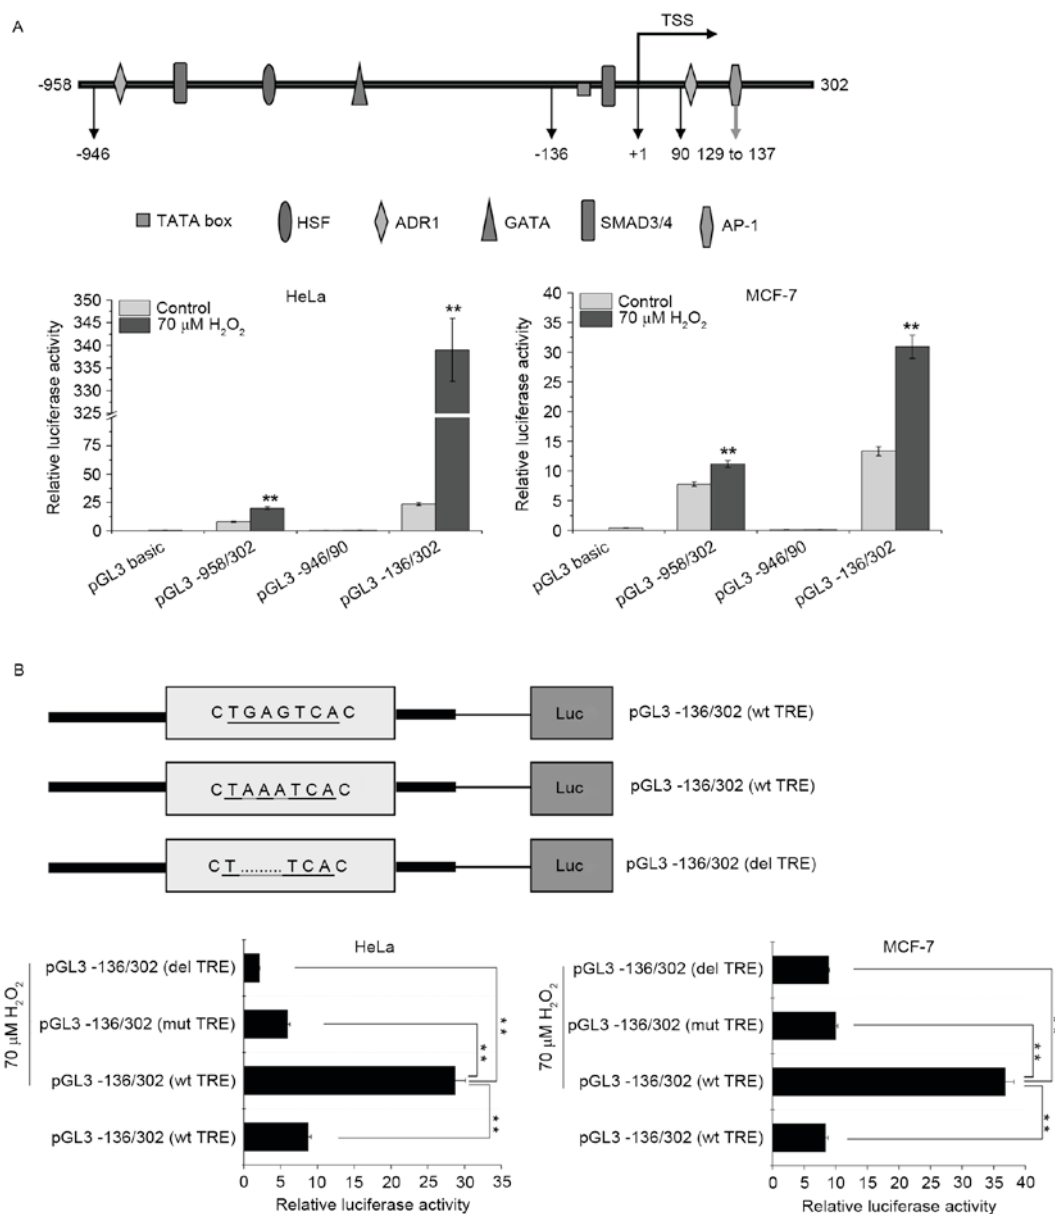 A
TSS
-958
302
-946
-136
+1
90
129 to 137
TATA box
HSF
ADR1
GATA
SMAD3/4
AP-1
HeLa
Control
70 μM H₂O₂
Relative luciferase activity
350
345
340
335
330
325
75
50
25
0
**
**
pGL3 basic
pGL3 -958/302
pGL3 -946/90
pGL3 -136/302
MCF-7
Control
70 μM H₂O₂
Relative luciferase activity
40
35
30
25
20
15
10
5
0
**
**
pGL3 basic
pGL3 -958/302
pGL3 -946/90
pGL3 -136/302
B
C T G A G T C A C
Luc
pGL3 -136/302 (wt TRE)
C T A A A T C A C
Luc
pGL3 -136/302 (wt TRE)
C T ......... T C A C
Luc
pGL3 -136/302 (del TRE)
HeLa
70 μM H₂O₂
pGL3 -136/302 (del TRE)
pGL3 -136/302 (mut TRE)
pGL3 -136/302 (wt TRE)
pGL3 -136/302 (wt TRE)
**
**
**
0 5 10 15 20 25 30 35
Relative luciferase activity
MCF-7
70 μM H₂O₂
pGL3 -136/302 (del TRE)
pGL3 -136/302 (mut TRE)
pGL3 -136/302 (wt TRE)
pGL3 -136/302 (wt TRE)
**
**
0 5 10 15 20 25 30 35 40
Relative luciferase activity